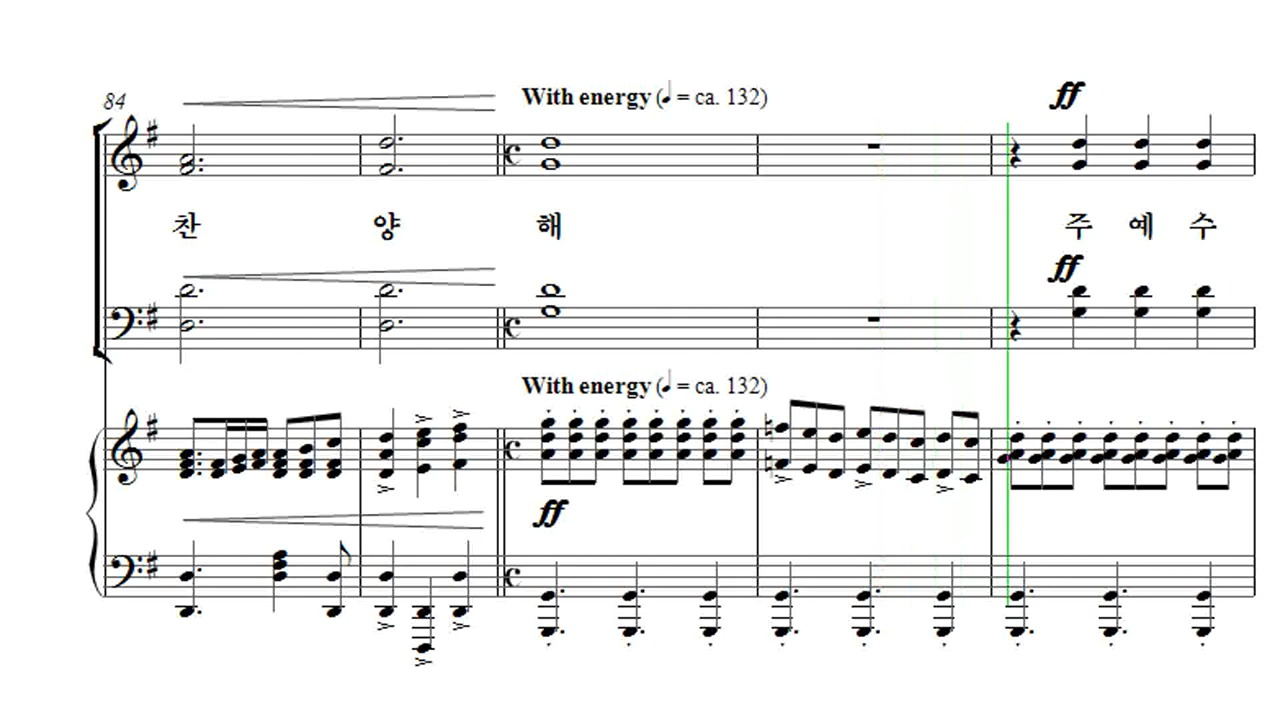 84
With energy (♩ = ca. 132)
ff
찬 양 해 주 예 수
ff
With energy (♩ = ca. 132)
ff